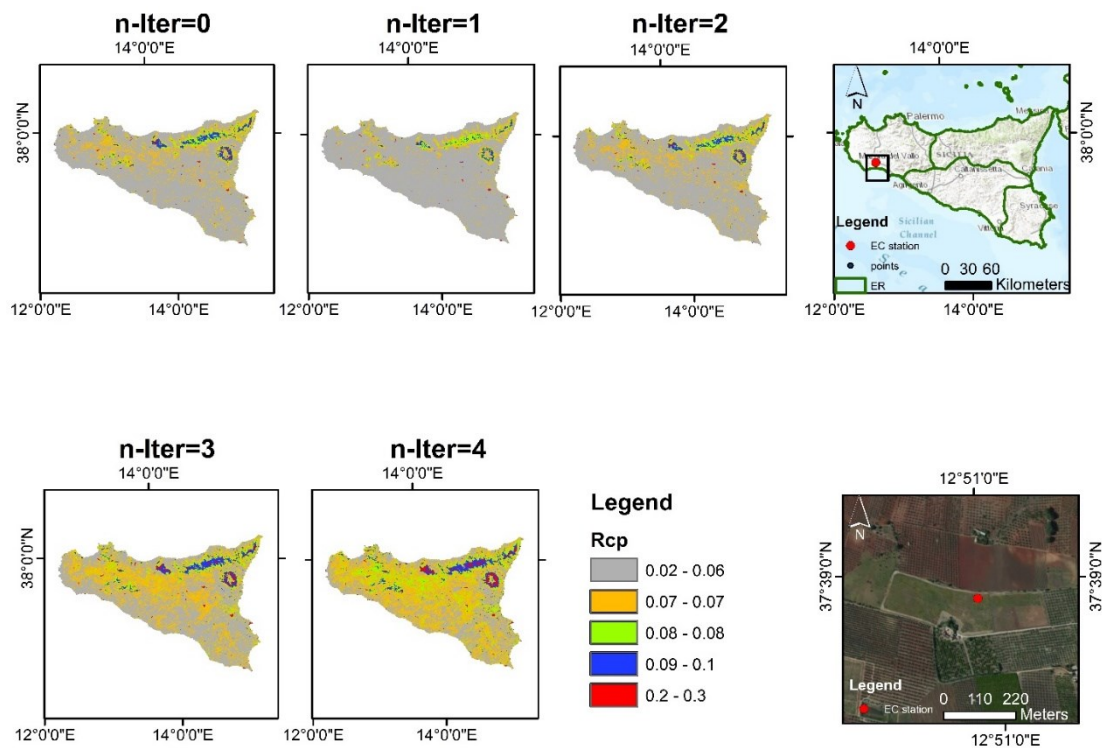 n-Iter=0
14°0'0"E
38°0'0"N
12°0'0"E
14°0'0"E
n-Iter=1
14°0'0"E
12°0'0"E
14°0'0"E
n-Iter=2
14°0'0"E
12°0'0"E
14°0'0"E
14°0'0"E
38°0'0"N
N
Palermo
del Vallo
SICILIA
Caltanissetta
Catania
Agrigento
Sicilian
Channel
Legend
EC station
points
ER
0 30 60
Kilometers
12°0'0"E
14°0'0"E
n-Iter=3
14°0'0"E
38°0'0"N
12°0'0"E
14°0'0"E
n-Iter=4
14°0'0"E
12°0'0"E
14°0'0"E
Legend
Rcp
0.02 - 0.06
0.07 - 0.07
0.08 - 0.08
0.09 - 0.1
0.2 - 0.3
12°51'0"E
37°39'0"N
37°39'0"N
N
Legend
EC station
0 110 220
Meters
12°51'0"E